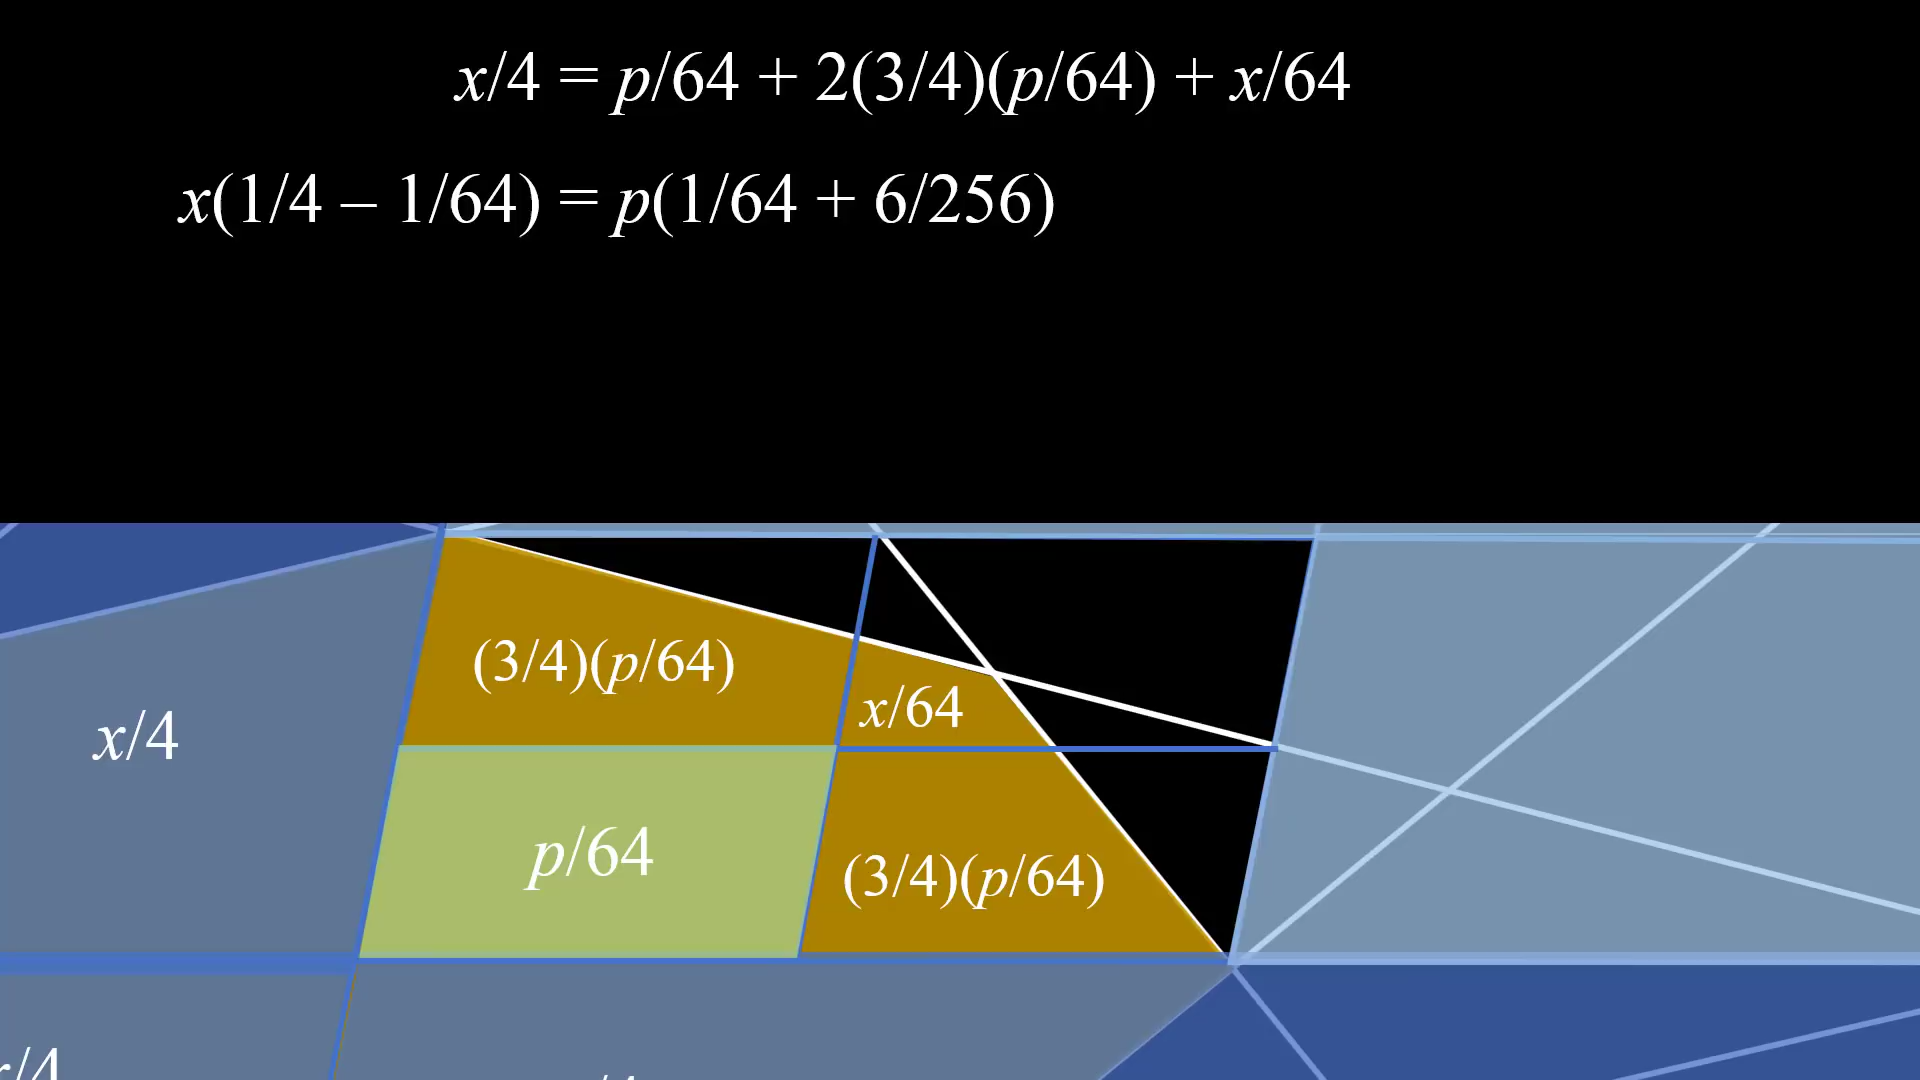 x/4 = p/64 + 2(3/4)(p/64) + x/64
x(1/4 – 1/64) = p(1/64 + 6/256)
(3/4)(p/64)
x/64
x/4
p/64
(3/4)(p/64)